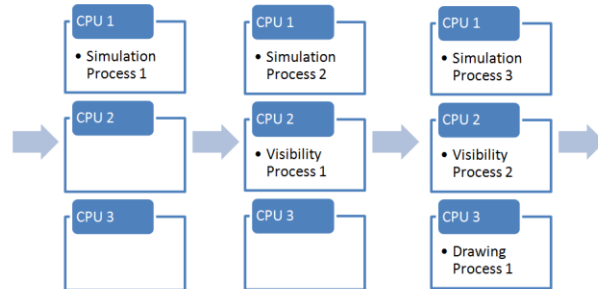 CPU 1
• Simulation
Process 1
CPU 2
CPU 3
CPU 1
• Simulation
Process 2
CPU 2
• Visibility
Process 1
CPU 3
CPU 1
• Simulation
Process 3
CPU 2
• Visibility
Process 2
CPU 3
• Drawing
Process 1